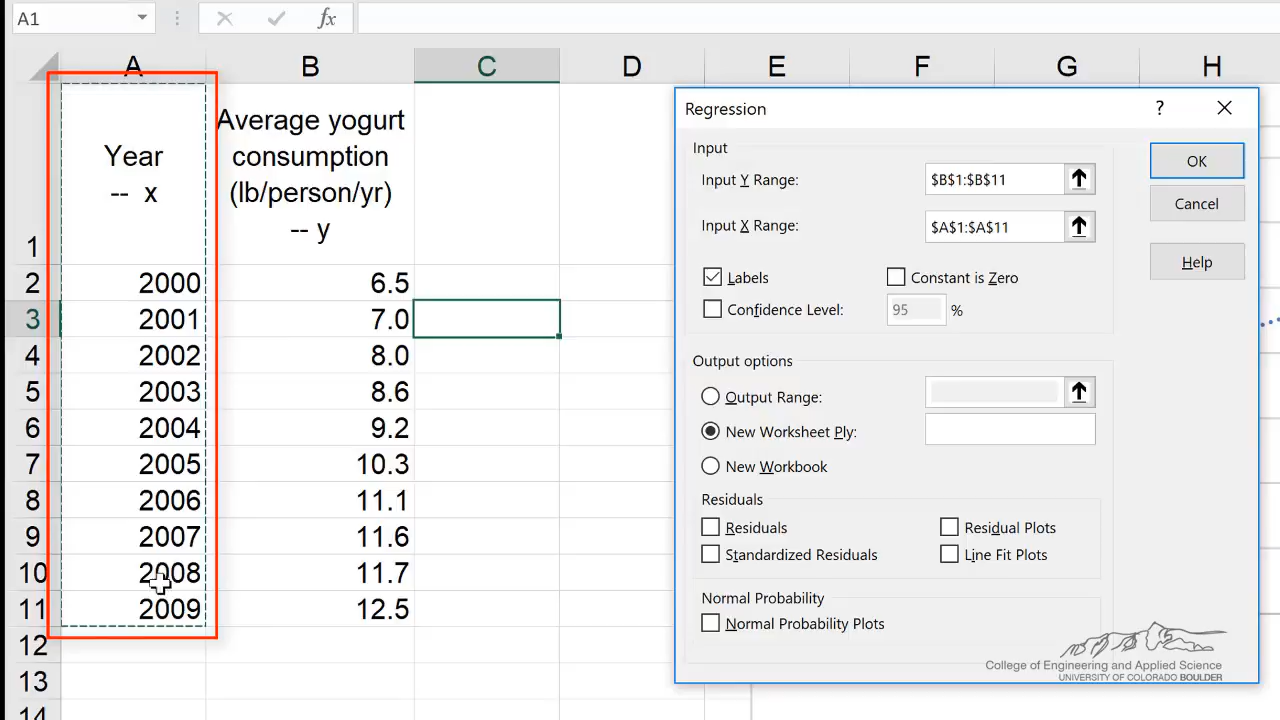 A1
fx
A B C D E F G H
1 Year
-- x
Average yogurt
consumption
(lb/person/yr)
-- y
2 2000 6.5
3 2001 7.0
4 2002 8.0
5 2003 8.6
6 2004 9.2
7 2005 10.3
8 2006 11.1
9 2007 11.6
10 2008 11.7
11 2009 12.5
12
13
14
Regression ?
Input
Input Y Range: $B$1:$B$11
Input X Range: $A$1:$A$11
Labels Constant is Zero
Confidence Level: 95 %
Output options
Output Range:
New Worksheet Ply:
New Workbook
Residuals
Residuals Residual Plots
Standardized Residuals Line Fit Plots
Normal Probability
Normal Probability Plots
OK
Cancel
Help
College of Engineering and Applied Science
UNIVERSITY OF COLORADO BOULDER